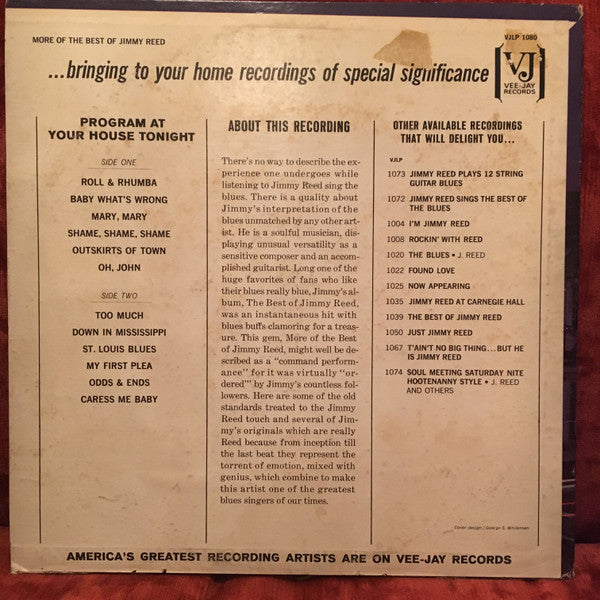 MORE OF THE BEST OF JIMMY REED
VJLP 1080
...bringing to your home recordings of special significance
VJ
VEE-JAY
RECORDS
PROGRAM AT
YOUR HOUSE TONIGHT
SIDE ONE
ROLL & RHUMBA
BABY WHAT'S WRONG
MARY, MARY
SHAME, SHAME, SHAME
OUTSKIRTS OF TOWN
OH, JOHN
SIDE TWO
TOO MUCH
DOWN IN MISSISSIPPI
ST. LOUIS BLUES
MY FIRST PLEA
ODDS & ENDS
CARESS ME BABY
ABOUT THIS RECORDING
There's no way to describe the ex-
perience one undergoes while
listening to Jimmy Reed sing the
blues. There is a quality about
Jimmy's interpretation of the
blues unmatched by any other art-
ist. He is a soulful musician, dis-
playing unusual versatility as a
sensitive composer and an accom-
plished guitarist. Long one of the
huge favorites of fans who like
their blues really blue, Jimmy's al-
bum, The Best of Jimmy Reed,
was an instantaneous hit with
blues buffs clamoring for a treas-
ure. This gem, More of the Best
of Jimmy Reed, might well be de-
scribed as a "command perform-
ance" for it was virtually "or-
dered'" by Jimmy's countless fol-
lowers. Here are some of the old
standards treated to the Jimmy
Reed touch and several of Jim-
my's originals which are really
Reed because from inception till
the last beat they represent the
torrent of emotion, mixed with
genius, which combine to make
this artist one of the greatest
blues singers of our times.
OTHER AVAILABLE RECORDINGS
THAT WILL DELIGHT YOU...
VJLP
1073 JIMMY REED PLAYS 12 STRING
GUITAR BLUES
1072 JIMMY REED SINGS THE BEST OF
THE BLUES
1004 I'M JIMMY REED
1008 ROCKIN' WITH REED
1020 THE BLUES • J. REED
1022 FOUND LOVE
1025 NOW APPEARING
1035 JIMMY REED AT CARNEGIE HALL
1039 THE BEST OF JIMMY REED
1050 JUST JIMMY REED
1067 T'AIN'T NO BIG THING...BUT HE
IS JIMMY REED
1074 SOUL MEETING SATURDAY NITE
HOOTENANNY STYLE • J. REED
AND OTHERS
Cover design / George S. Whiteman
AMERICA'S GREATEST RECORDING ARTISTS ARE ON VEE-JAY RECORDS